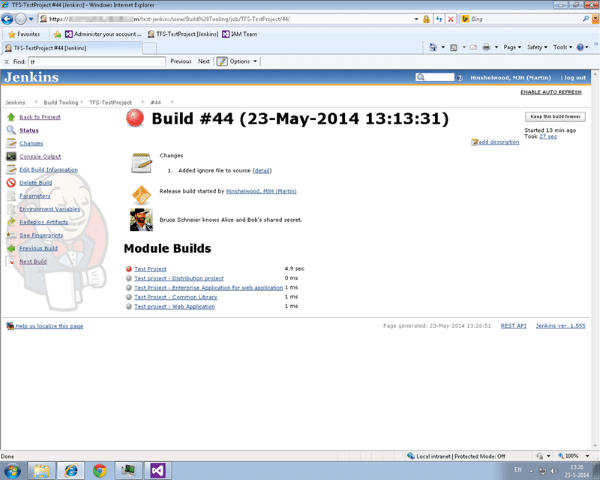 TFS-TestProject #44 [Jenkins] - Windows Internet Explorer
https://
/txt-jenkins/view/Build%20Tooling/job/TFS-TestProject/44/
Bing
Favorites Administer your account ... TFS-TestProject [Jenkins] IAM Team
TFS-TestProject #44 [Jenkins]
Page Safety Tools
x Find: tf Previous Next Options
Jenkins
Hinshelwood, MJH (Martin) | log out
ENABLE AUTO REFRESH
Jenkins Build Tooling TFS-TestProject #44
Back to Project
Status
Changes
Console Output
Edit Build Information
Delete Build
Parameters
Environment Variables
Redeploy Artifacts
See Fingerprints
Previous Build
Next Build
Build #44 (23-May-2014 13:13:31)
Keep this build forever
Started 13 min ago
Took 27 sec
add description
Changes
1. Added ignore file to source (detail)
Release build started by Hinshelwood, MJH (Martin)
Bruce Schneier knows Alice and Bob's shared secret.
Module Builds
Test Project 4.9 sec
Test project - Distribution project 0 ms
Test project - Enterprise Application for web application 1 ms
Test project - Common Library 1 ms
Test project - Web Application 1 ms
Help us localize this page
Page generated: 23-May-2014 13:26:51 REST API Jenkins ver. 1.555
Done
Local intranet | Protected Mode: Off
100%
EN
13:26
23-5-2014